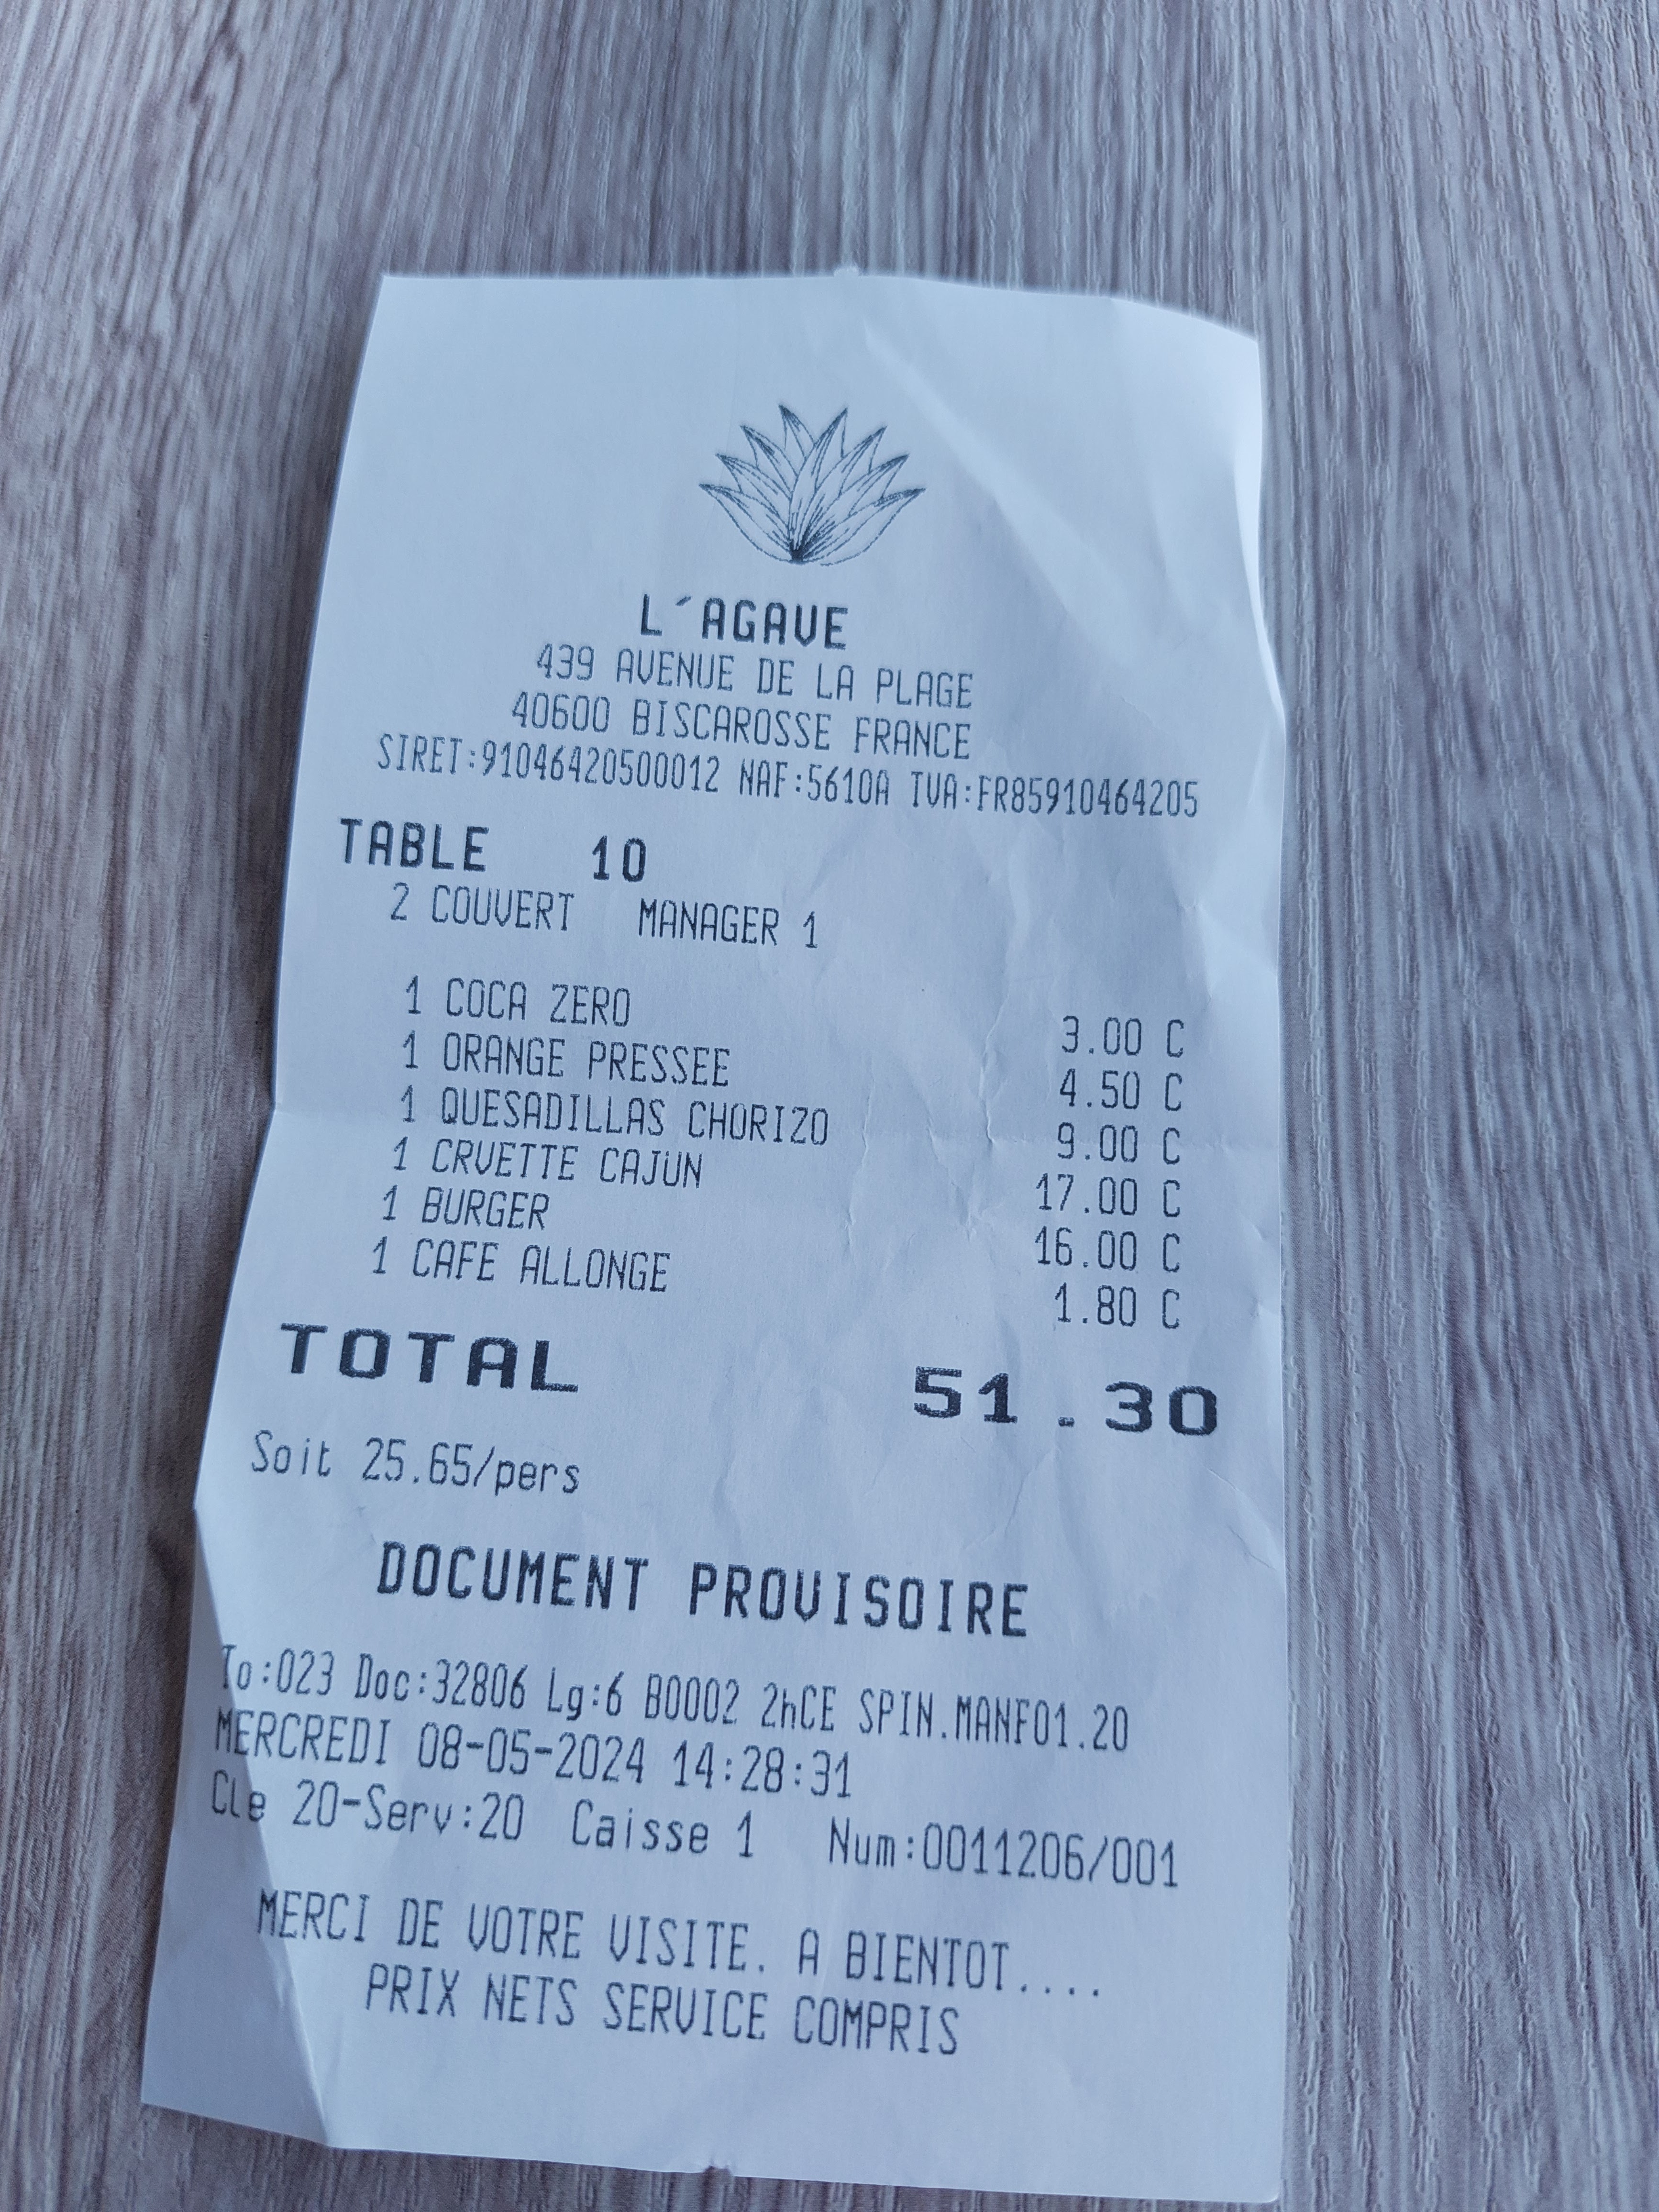 L´AGAVE
439 AVENUE DE LA PLAGE
40600 BISCAROSSE FRANCE
SIRET:91046420500012 NAF:5610A TVA:FR85910464205
TABLE 10
2 COUVERT MANAGER 1
1 COCA ZERO 3.00 C
1 ORANGE PRESSEE 4.50 C
1 QUESADILLAS CHORIZO 9.00 C
1 CRVETTE CAJUN 17.00 C
1 BURGER 16.00 C
1 CAFE ALLONGE 1.80 C
TOTAL 51.30
Soit 25.65/pers
DOCUMENT PROVISOIRE
To:023 Doc:32806 Lg:6 B0002 2hCE SPIN.MANF01.20
MERCREDI 08-05-2024 14:28:31
Cle 20-Serv:20 Caisse 1 Num:0011206/001
MERCI DE VOTRE VISITE. A BIENTOT....
PRIX NETS SERVICE COMPRIS